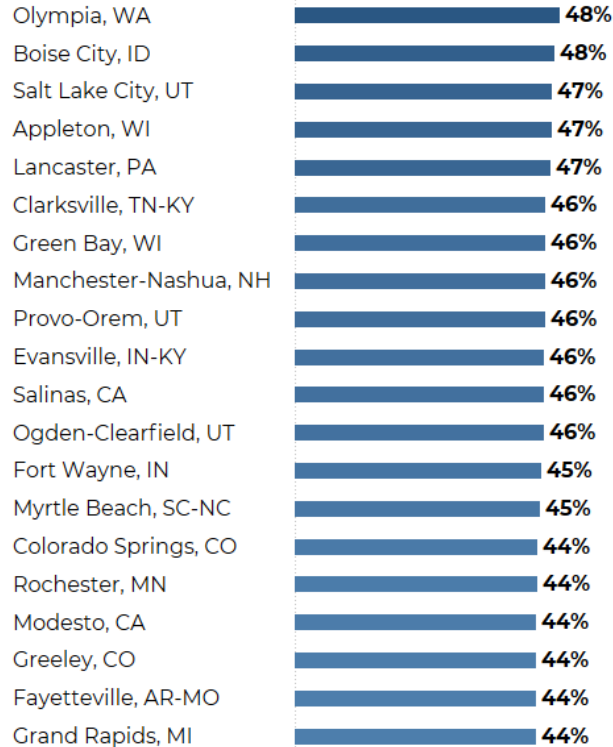 Olympia, WA 48%
Boise City, ID 48%
Salt Lake City, UT 47%
Appleton, WI 47%
Lancaster, PA 47%
Clarksville, TN-KY 46%
Green Bay, WI 46%
Manchester-Nashua, NH 46%
Provo-Orem, UT 46%
Evansville, IN-KY 46%
Salinas, CA 46%
Ogden-Clearfield, UT 46%
Fort Wayne, IN 45%
Myrtle Beach, SC-NC 45%
Colorado Springs, CO 44%
Rochester, MN 44%
Modesto, CA 44%
Greeley, CO 44%
Fayetteville, AR-MO 44%
Grand Rapids, MI 44%